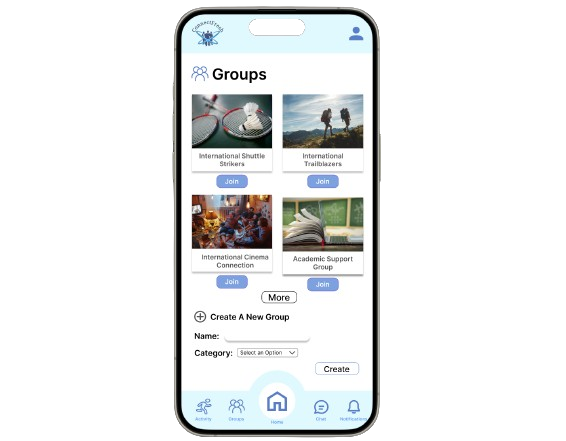 ConnectFresh
Groups
International Shuttle
Strikers
International
Trailblazers
Join
Join
International Cinema
Connection
Academic Support
Group
Join
Join
More
Create A New Group
Name:
Category:
Select an Option
Create
Activity
Groups
Home
Chat
Notifications